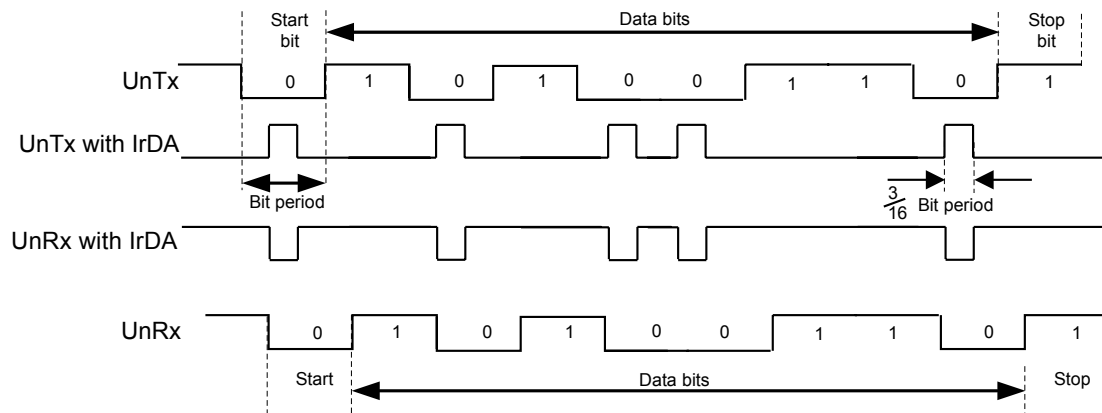 Start bit
Data bits
Stop bit
UnTx
0 1 0 1 0 0 1 1 0 1
UnTx with IrDA
Bit period
3/16 Bit period
UnRx with IrDA
UnRx
0 1 0 1 0 0 1 1 0 1
Start
Data bits
Stop